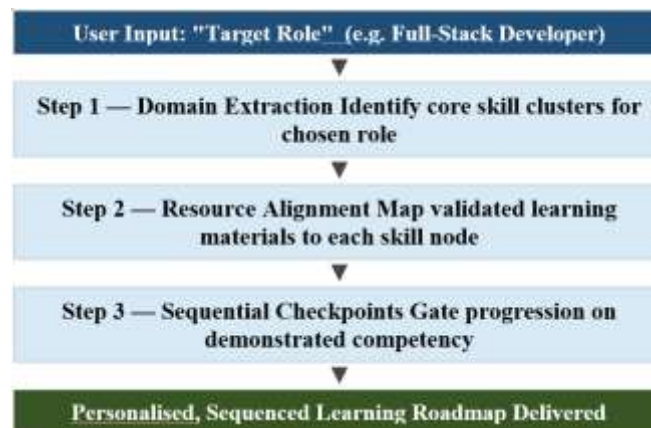 User Input: "Target Role" (e.g. Full-Stack Developer)
Step 1 — Domain Extraction Identify core skill clusters for
chosen role
Step 2 — Resource Alignment Map validated learning
materials to each skill node
Step 3 — Sequential Checkpoints Gate progression on
demonstrated competency
Personalised, Sequenced Learning Roadmap Delivered